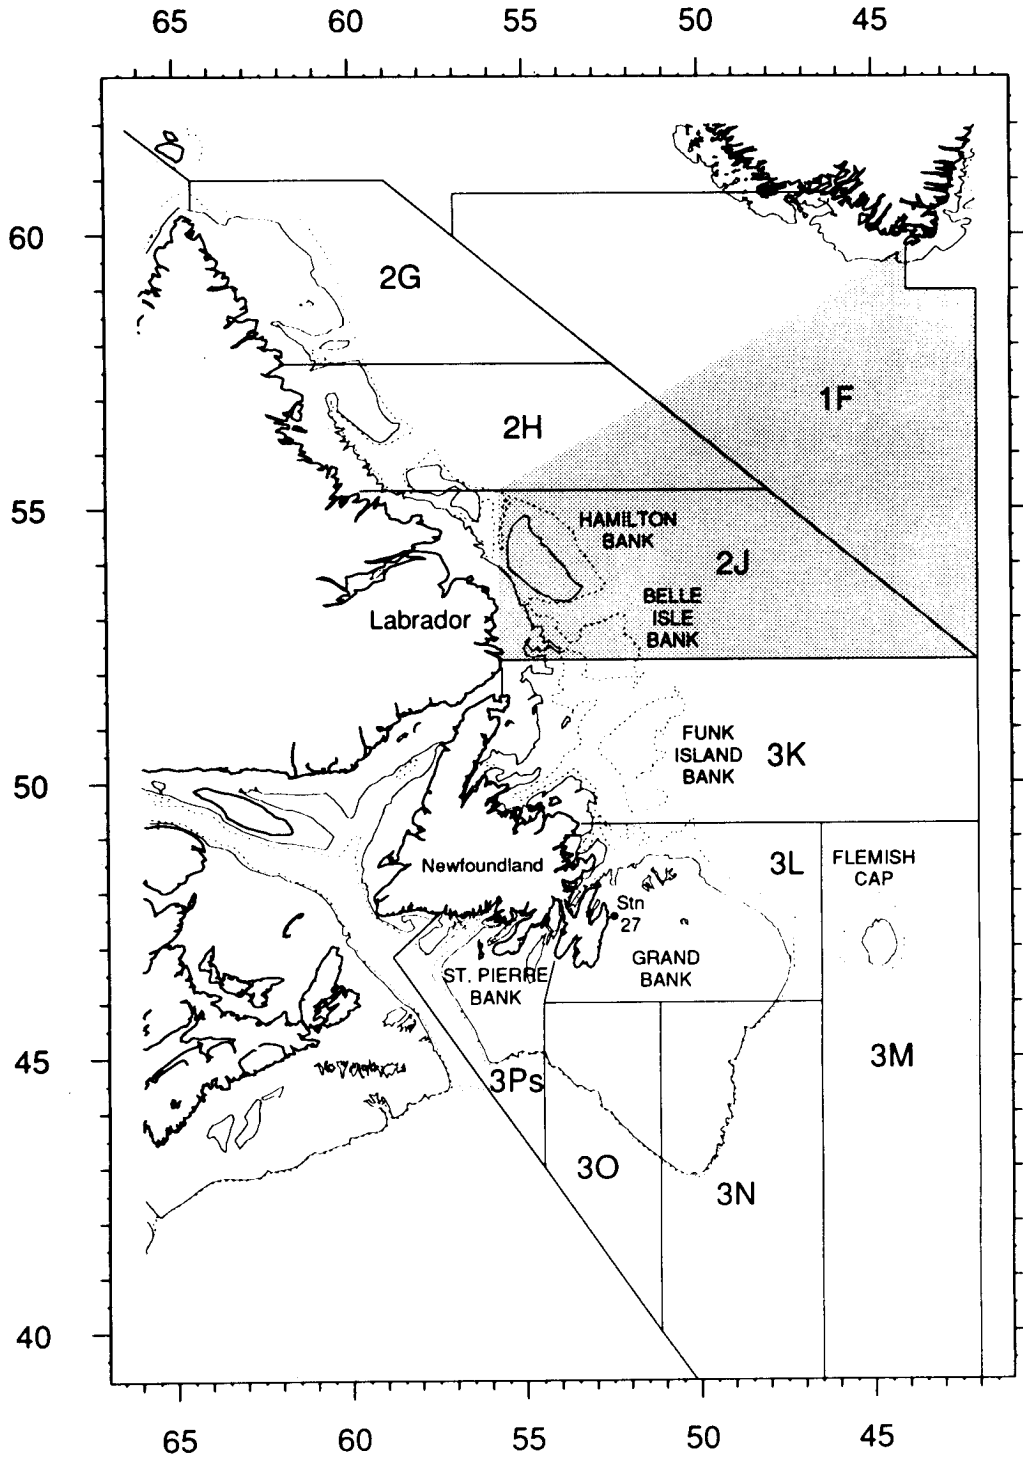 65 60 55 50 45
60
2G
1F
2H
55
HAMILTON
BANK
2J
BELLE
ISLE
BANK
Labrador
FUNK
ISLAND
BANK
3K
50
3L
FLEMISH
CAP
Newfoundland
Stn
27
GRAND
BANK
ST. PIERRE
BANK
45
3M
3Ps
3O
3N
40
65 60 55 50 45